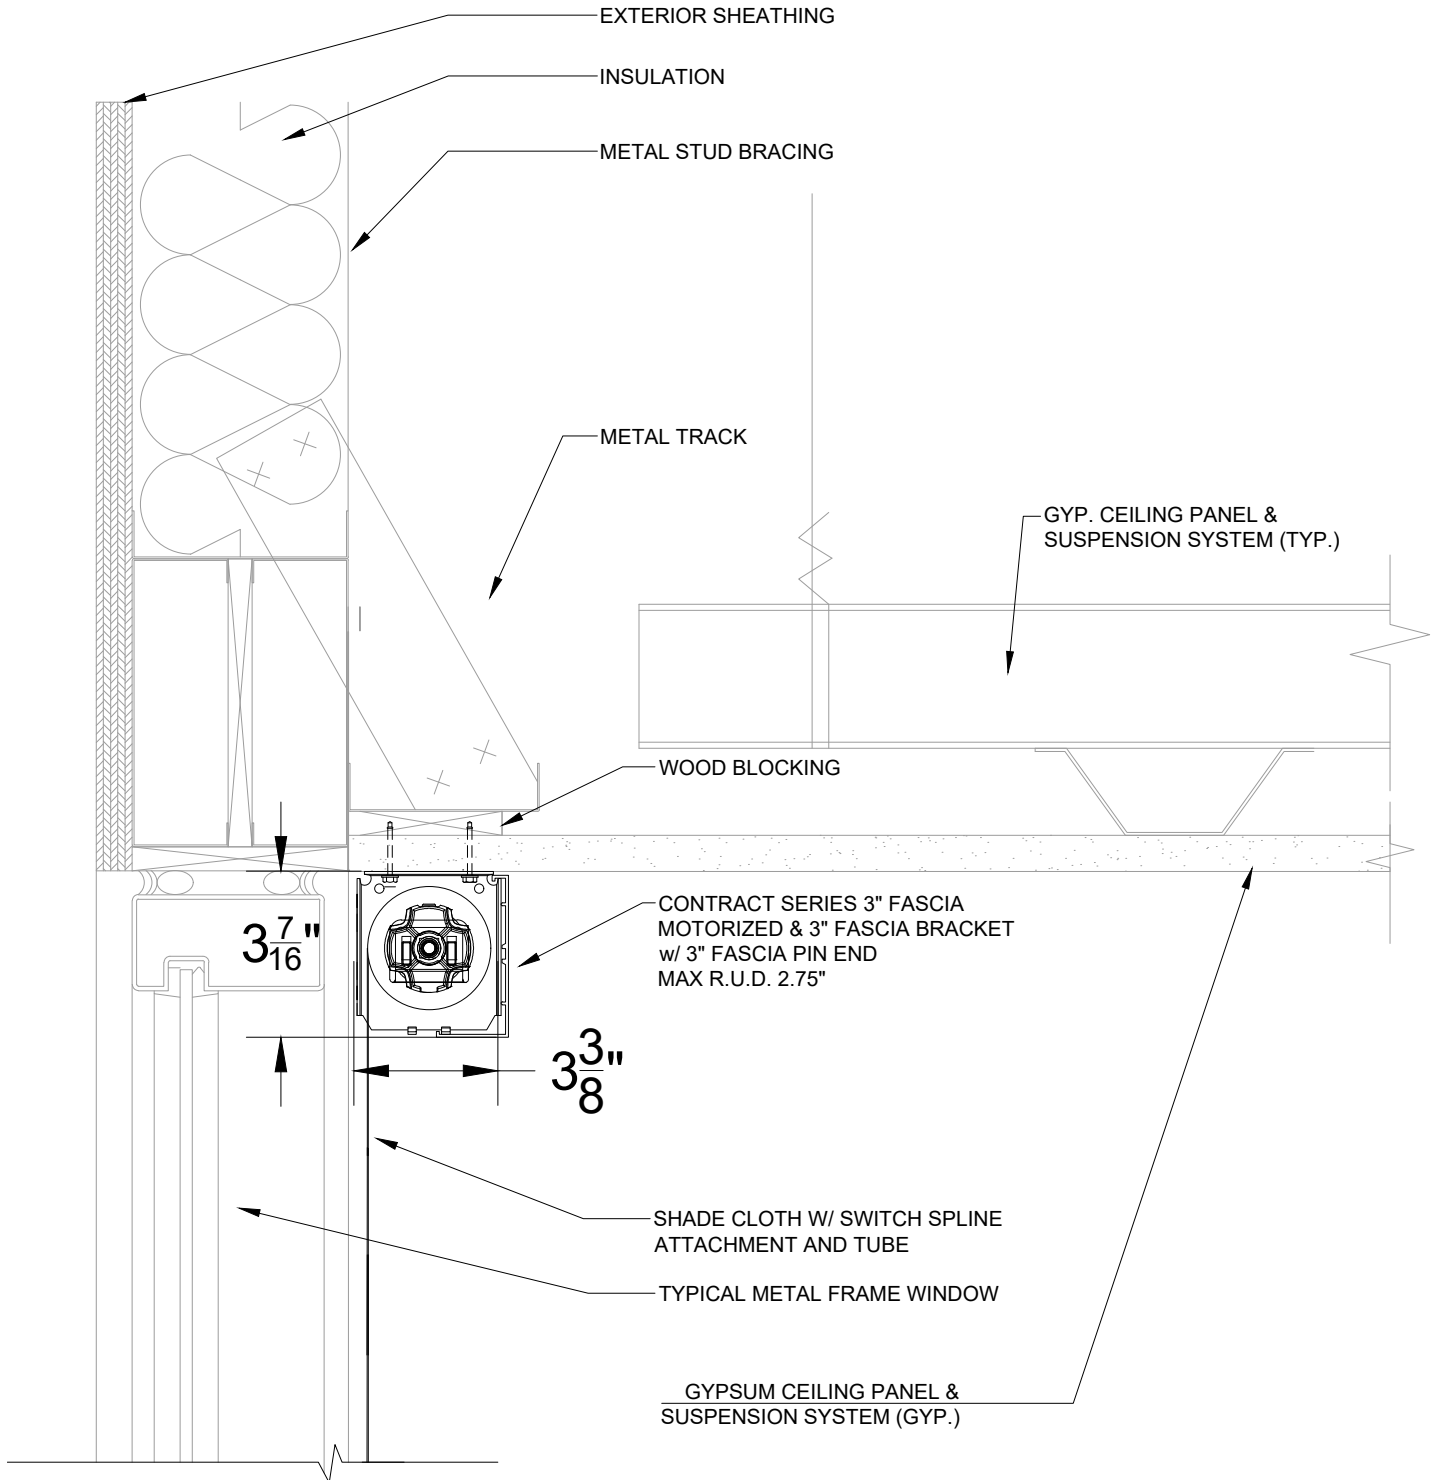 EXTERIOR SHEATHING
INSULATION
METAL STUD BRACING
METAL TRACK
GYP. CEILING PANEL &
SUSPENSION SYSTEM (TYP.)
WOOD BLOCKING
CONTRACT SERIES 3" FASCIA
MOTORIZED & 3" FASCIA BRACKET
w/ 3" FASCIA PIN END
MAX R.U.D. 2.75"
3 7/16"
3 3/8"
SHADE CLOTH W/ SWITCH SPLINE
ATTACHMENT AND TUBE
TYPICAL METAL FRAME WINDOW
GYPSUM CEILING PANEL &
SUSPENSION SYSTEM (GYP.)